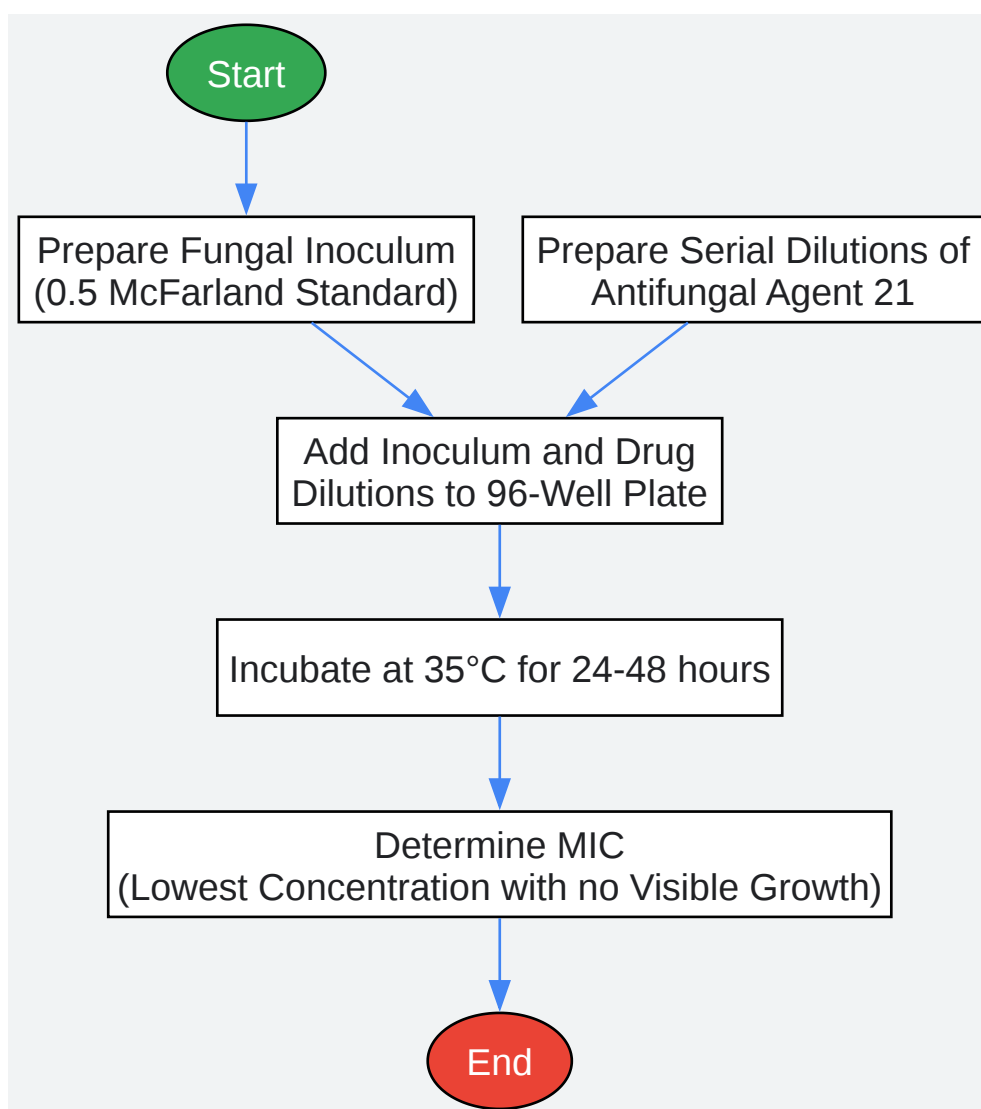 Start
Prepare Fungal Inoculum
(0.5 McFarland Standard)
Prepare Serial Dilutions of
Antifungal Agent 21
Add Inoculum and Drug
Dilutions to 96-Well Plate
Incubate at 35°C for 24-48 hours
Determine MIC
(Lowest Concentration with no Visible Growth)
End